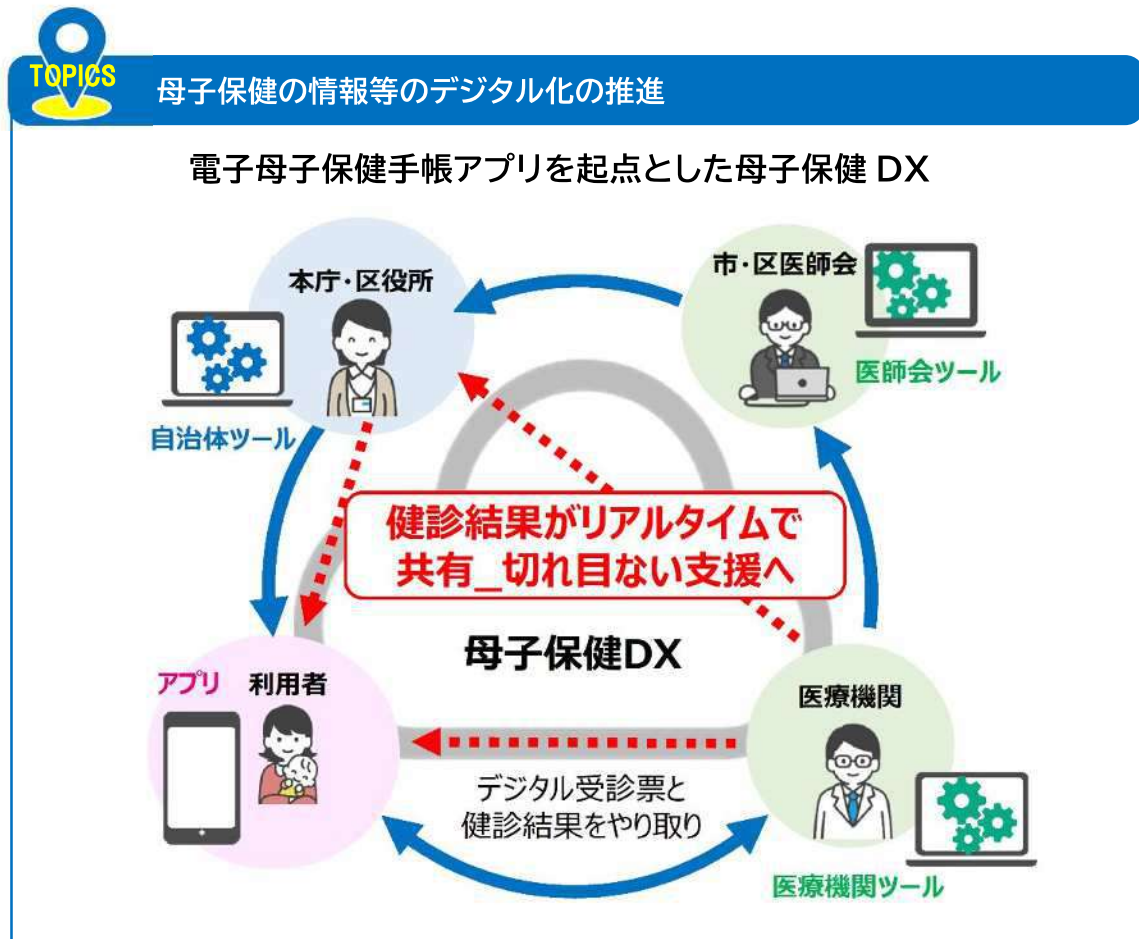 TOPICS
母子保健の情報等のデジタル化の推進
電子母子保健手帳アプリを起点とした母子保健 DX
本庁・区役所
市・区医師会
医師会ツール
自治体ツール
健診結果がリアルタイムで
共有_切れ目ない支援へ
母子保健DX
アプリ 利用者
医療機関
デジタル受診票と
健診結果をやり取り
医療機関ツール